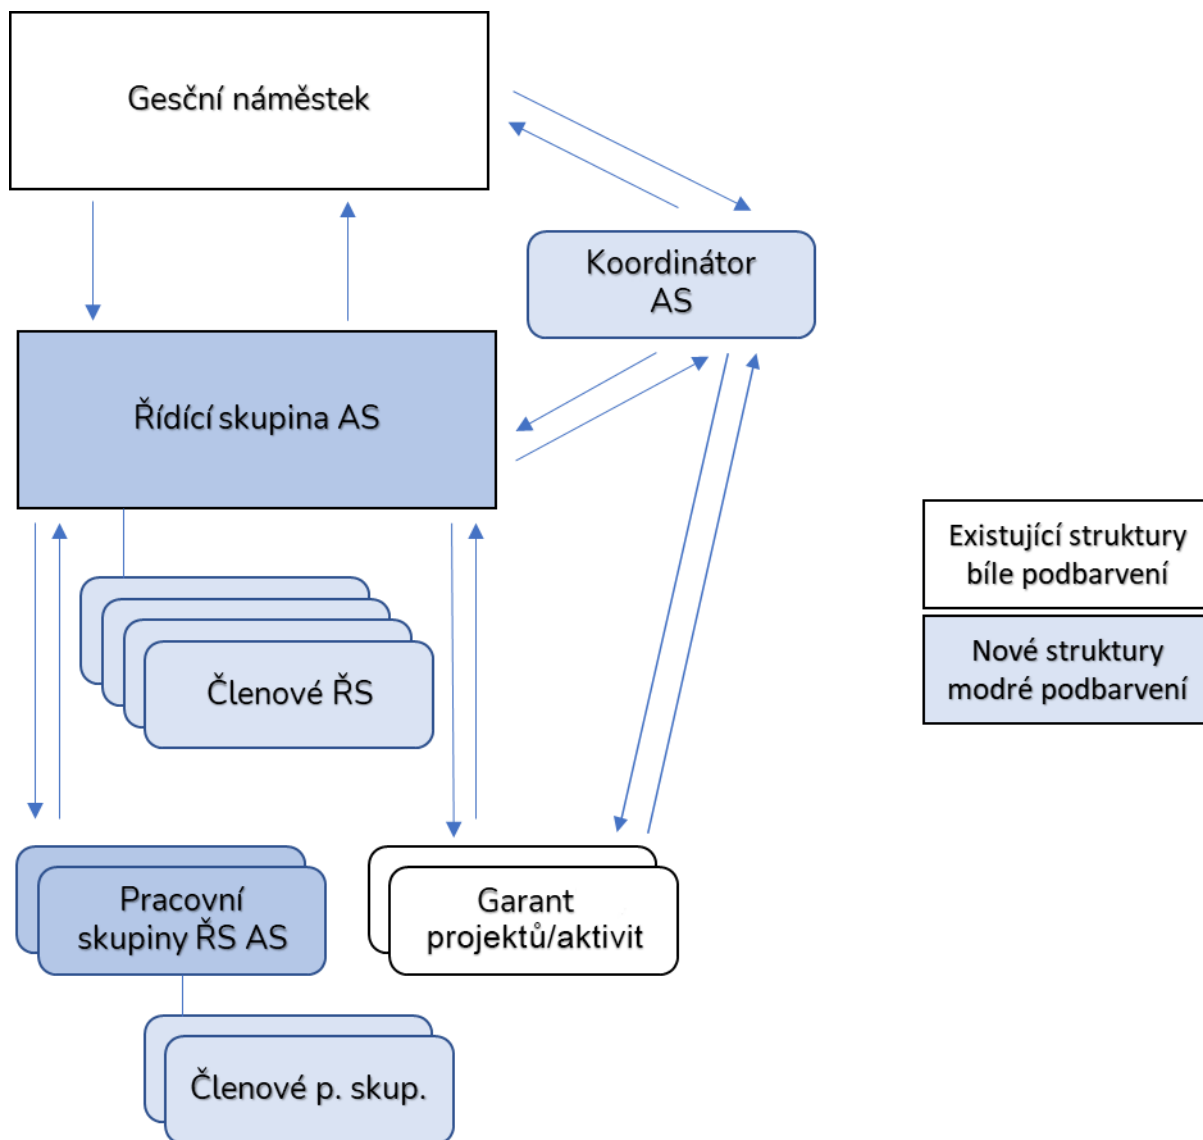 Gesční náměstek
Koordinátor
AS
Řídící skupina AS
Existující struktury
bíle podbarvení
Nové struktury
modré podbarvení
Členové ŘS
Pracovní
skupiny ŘS AS
Garant
projektů/aktivit
Členové p. skup.